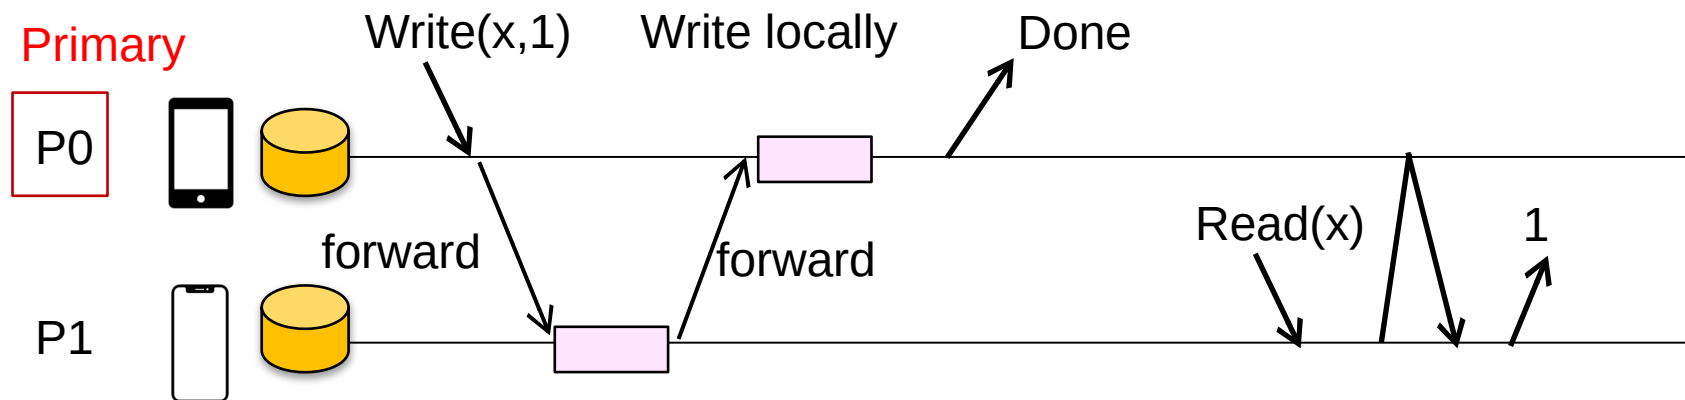 Primary
Write(x,1)
Write locally
Done
P0
forward
forward
Read(x)
1
P1